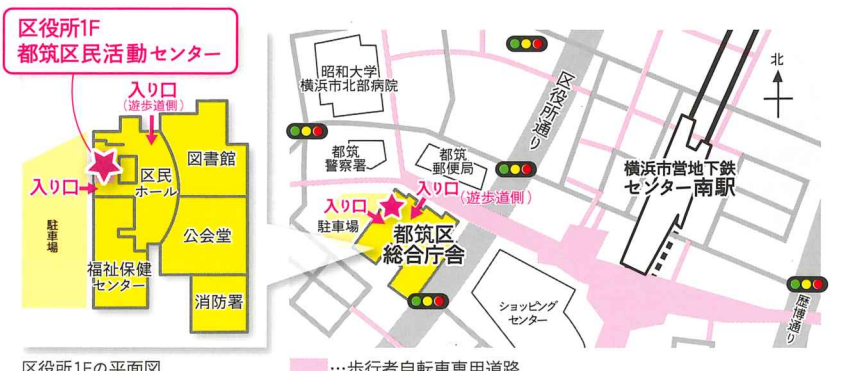 区役所1F
都筑区民活動センター
入り口
(遊歩道側)
図書館
区民
ホール
入り口
駐車場
公会堂
福祉保健
センター
消防署
区役所1Fの平面図
昭和大学
横浜市北部病院
区役所通り
北
都筑
警察署
都筑
郵便局
横浜市営地下鉄
センター南駅
入り口
(遊歩道側)
入り口
駐車場
都筑区
総合庁舎
ショッピング
センター
歴博通り
…歩行者自転車専用道路